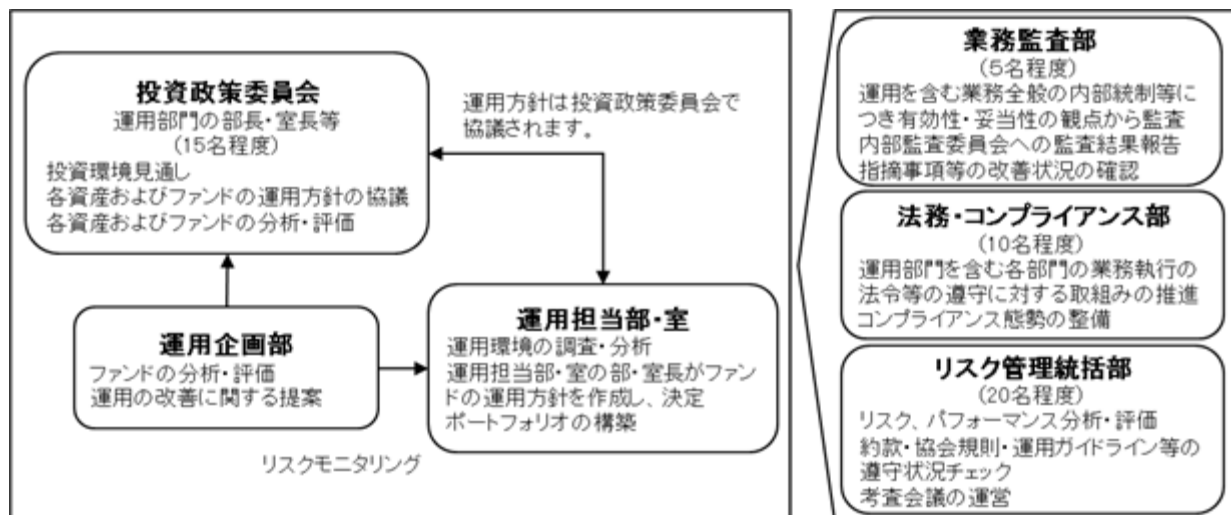 投資政策委員会
運用部門の部長・室長等
(15名程度)
投資環境見通し
各資産およびファンドの運用方針の協議
各資産およびファンドの分析・評価
運用方針は投資政策委員会で
協議されます。
運用企画部
ファンドの分析・評価
運用の改善に関する提案
運用担当部・室
運用環境の調査・分析
運用担当部・室の部・室長がファン
ドの運用方針を作成し、決定
ポートフォリオの構築
リスクモニタリング
業務監査部
(5名程度)
運用を含む業務全般の内部統制等に
つき有効性・妥当性の観点から監査
内部監査委員会への監査結果報告
指摘事項等の改善状況の確認
法務・コンプライアンス部
(10名程度)
運用部門を含む各部門の業務執行の
法令等の遵守に対する取組みの推進
コンプライアンス態勢の整備
リスク管理統括部
(20名程度)
リスク、パフォーマンス分析・評価
約款・協会規則・運用ガイドライン等の
遵守状況チェック
考査会議の運営